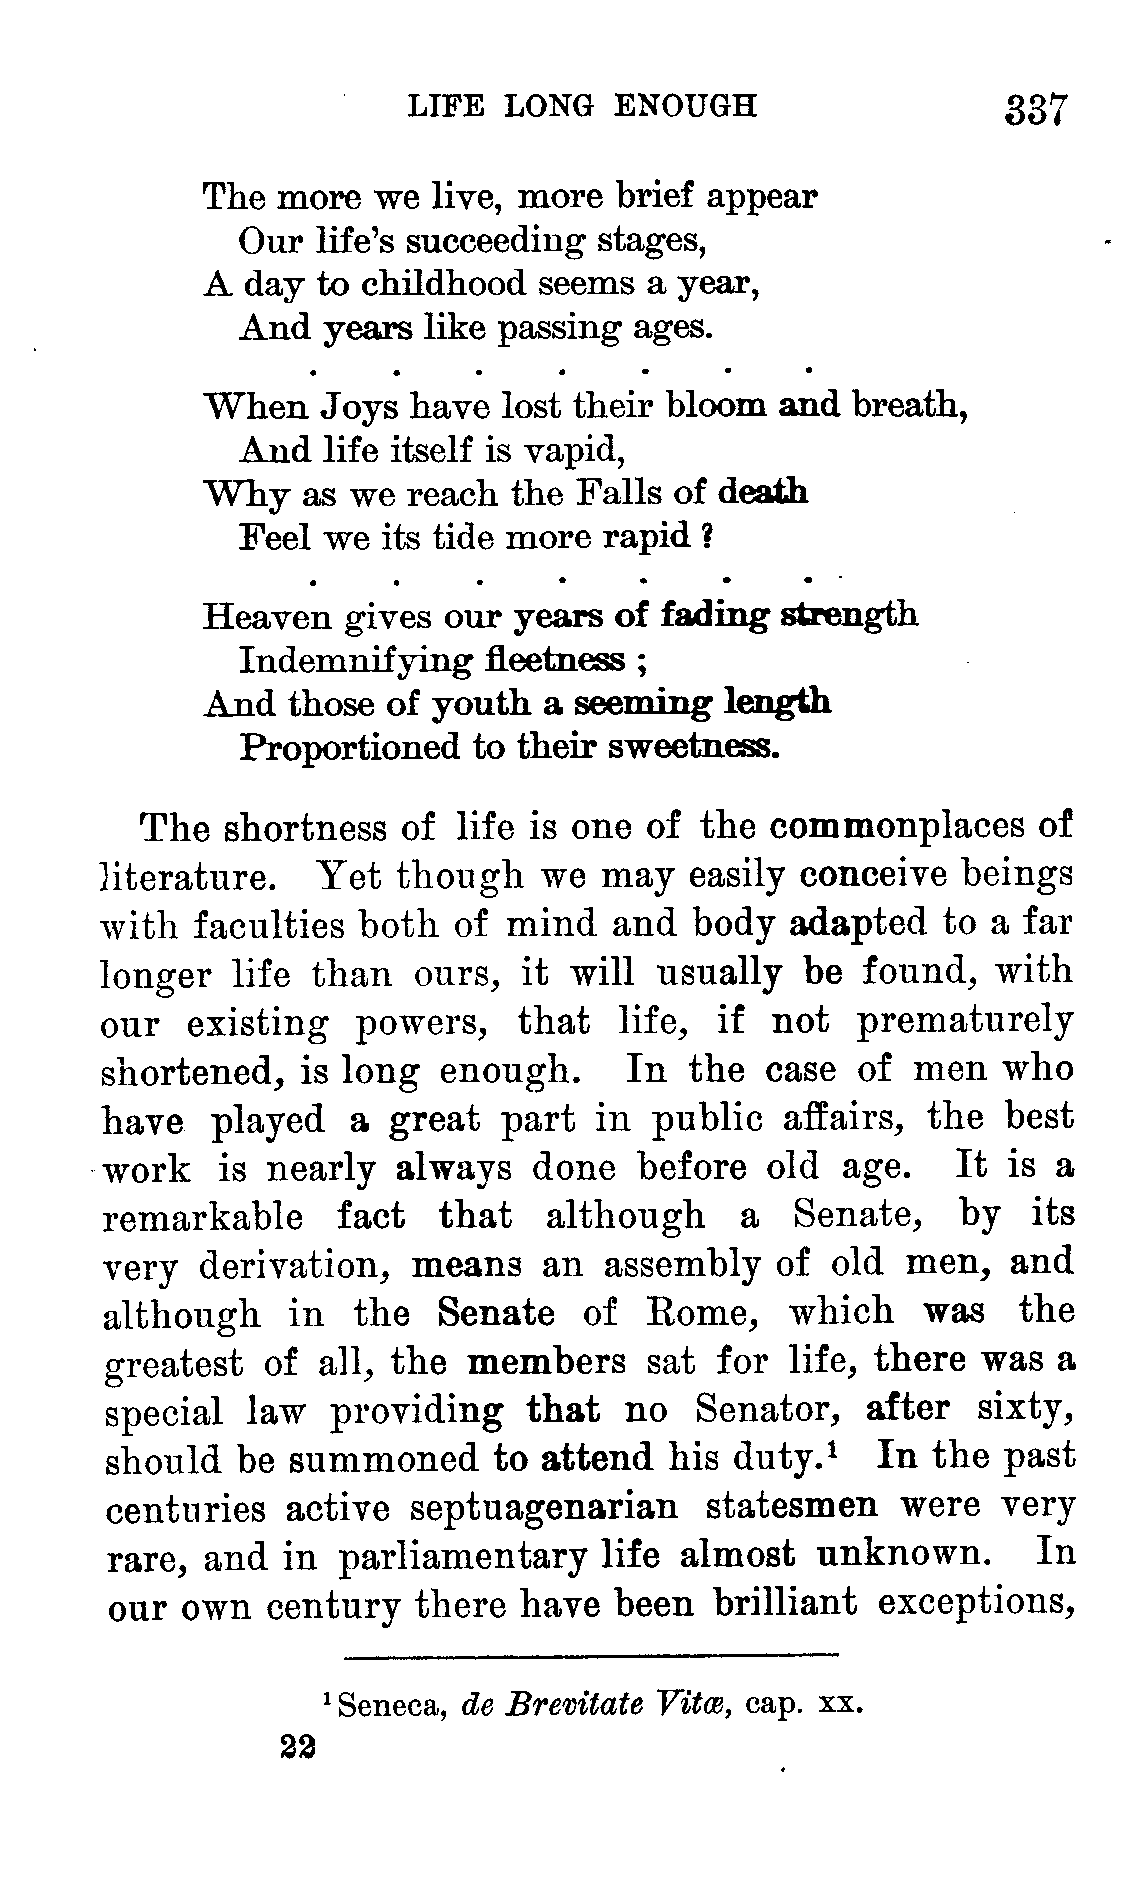 LIFE LONG ENOUGH 337
The more we live, more brief appear
Our life's succeeding stages,
A day to childhood seems a year,
And years like passing ages.
. . . . . . .
When Joys have lost their bloom and breath,
And life itself is vapid,
Why as we reach the Falls of death
Feel we its tide more rapid ?
. . . . . . .
Heaven gives our years of fading strength
Indemnifying fleetness ;
And those of youth a seeming length
Proportioned to their sweetness.
The shortness of life is one of the commonplaces of
literature. Yet though we may easily conceive beings
with faculties both of mind and body adapted to a far
longer life than ours, it will usually be found, with
our existing powers, that life, if not prematurely
shortened, is long enough. In the case of men who
have played a great part in public affairs, the best
work is nearly always done before old age. It is a
remarkable fact that although a Senate, by its
very derivation, means an assembly of old men, and
although in the Senate of Rome, which was the
greatest of all, the members sat for life, there was a
special law providing that no Senator, after sixty,
should be summoned to attend his duty.¹ In the past
centuries active septuagenarian statesmen were very
rare, and in parliamentary life almost unknown. In
our own century there have been brilliant exceptions,
¹ Seneca, de Brevitate Vitæ, cap. xx.
22